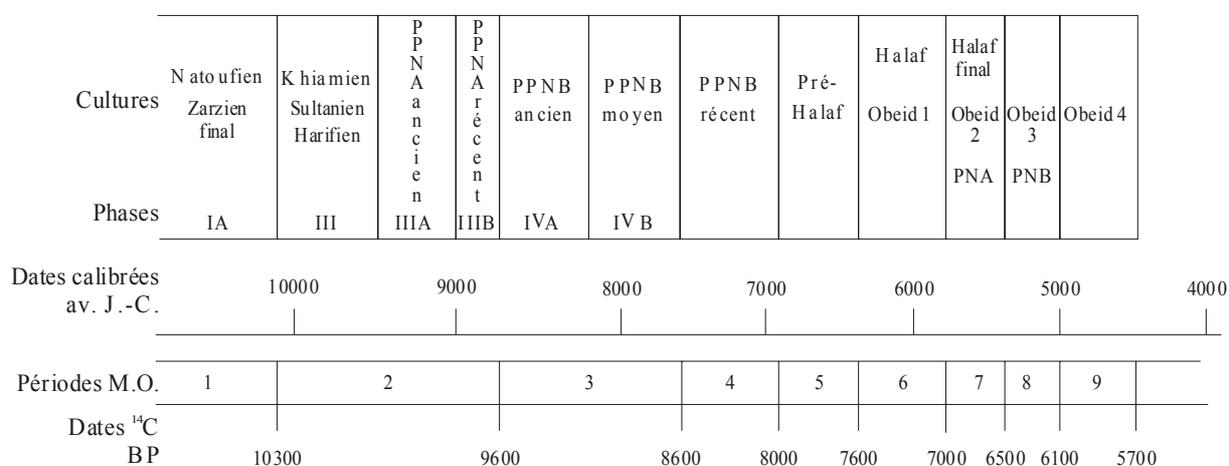 Cultures
Natoufien
Zarzien
final
Khiamien
Sultanien
Harifien
PPNA ancien
PPNA récent
PPNB
ancien
PPNB
moyen
PPNB
récent
Pré-
Halaf
Halaf
Obeid 1
Halaf
final
Obeid
2
PNA
Obeid
3
PNB
Obeid 4
Phases
IA III IIIA IIIB IVA IVB
Dates calibrées
av. J.-C.
10000 9000 8000 7000 6000 5000 4000
Périodes M.O. 1 2 3 4 5 6 7 8 9
Dates ¹⁴C
BP
10300 9600 8600 8000 7600 7000 6500 6100 5700